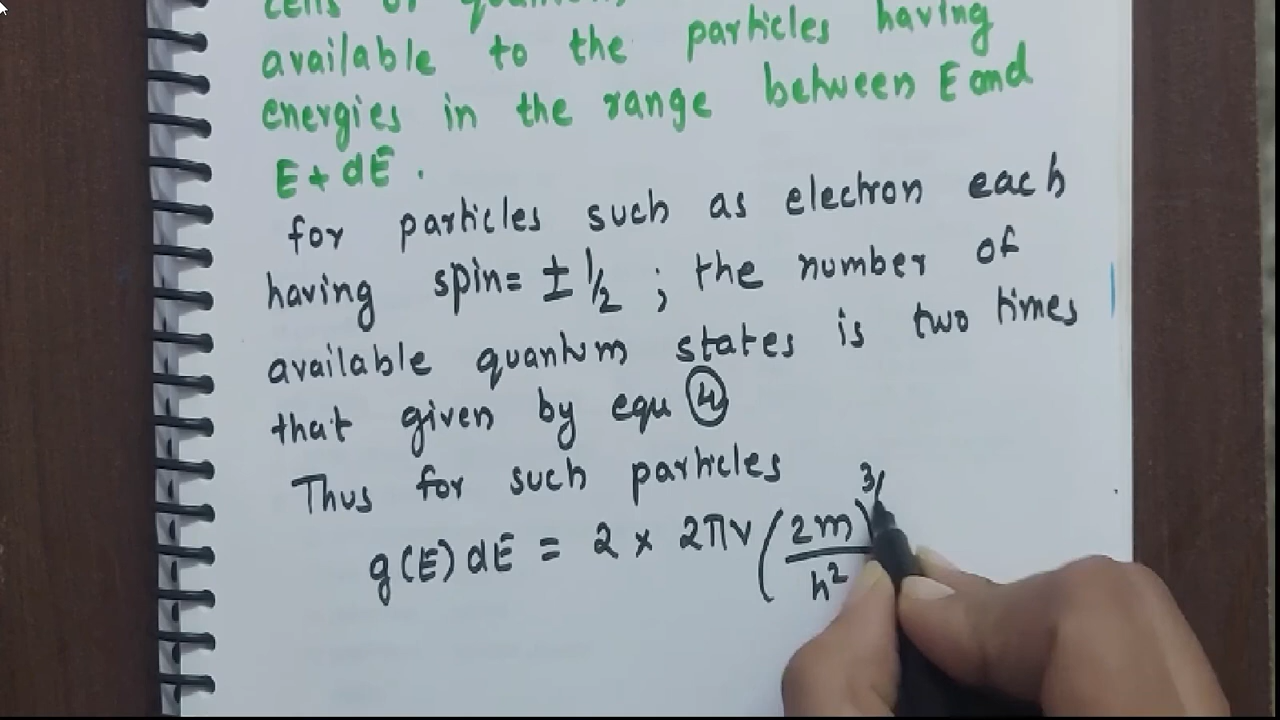 cells of
available to the particles having
energies in the range between E and
E + dE .
for particles such as electron each
having spin = ± 1/2 ; the number of
available quantum states is two times
that given by equ ④
Thus for such particles
g(E) dE = 2 × 2πV (2m/h²)^3/